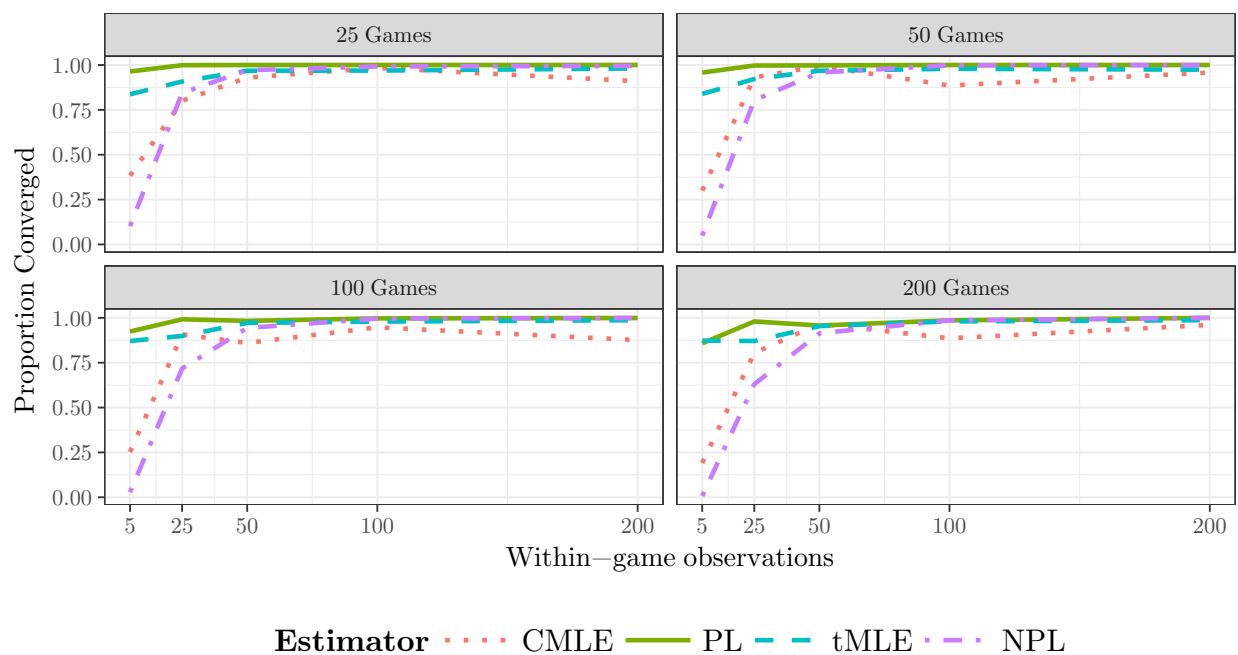 25 Games
50 Games
1.00
0.75
0.50
0.25
0.00
100 Games
200 Games
1.00
0.75
0.50
0.25
0.00
Proportion Converged
5 25 50 100 200
5 25 50 100 200
Within−game observations
Estimator CMLE PL tMLE NPL